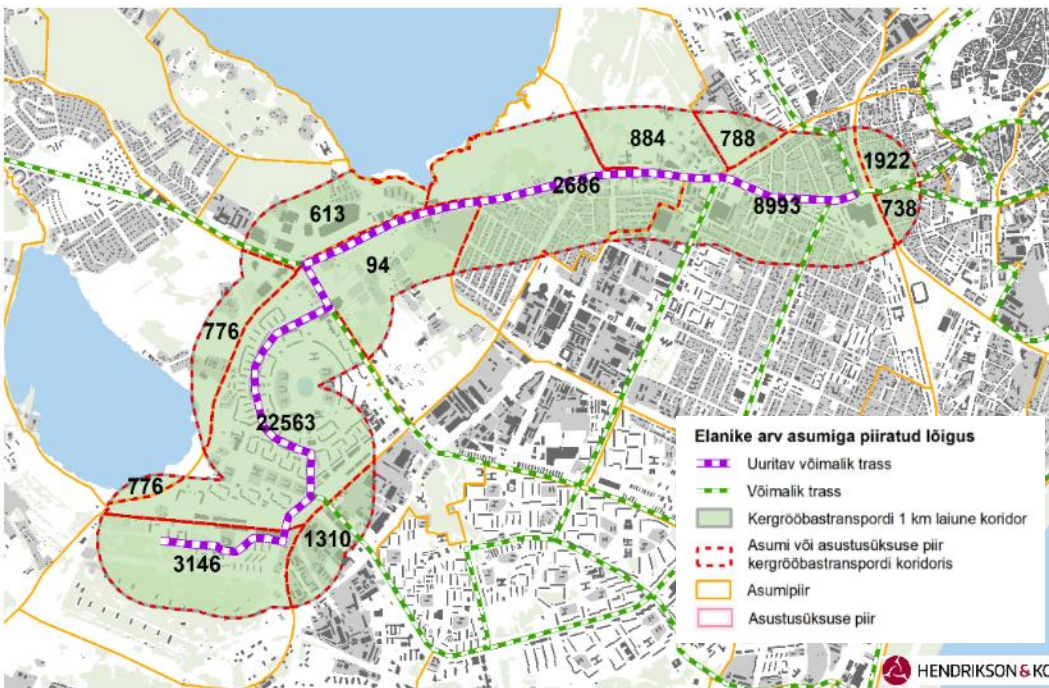 884
788
1922
2686
613
8993
738
94
776
22563
776
1310
3146
Elanike arv asumiga piiratud lõigus
Uuritav võimalik trass
Võimalik trass
Kergrööbastranspordi 1 km laiune koridor
Asumi või asustusüksuse piir
kergrööbastranspordi koridoris
Asumipiir
Asustusüksuse piir
HENDRIKSON & KO